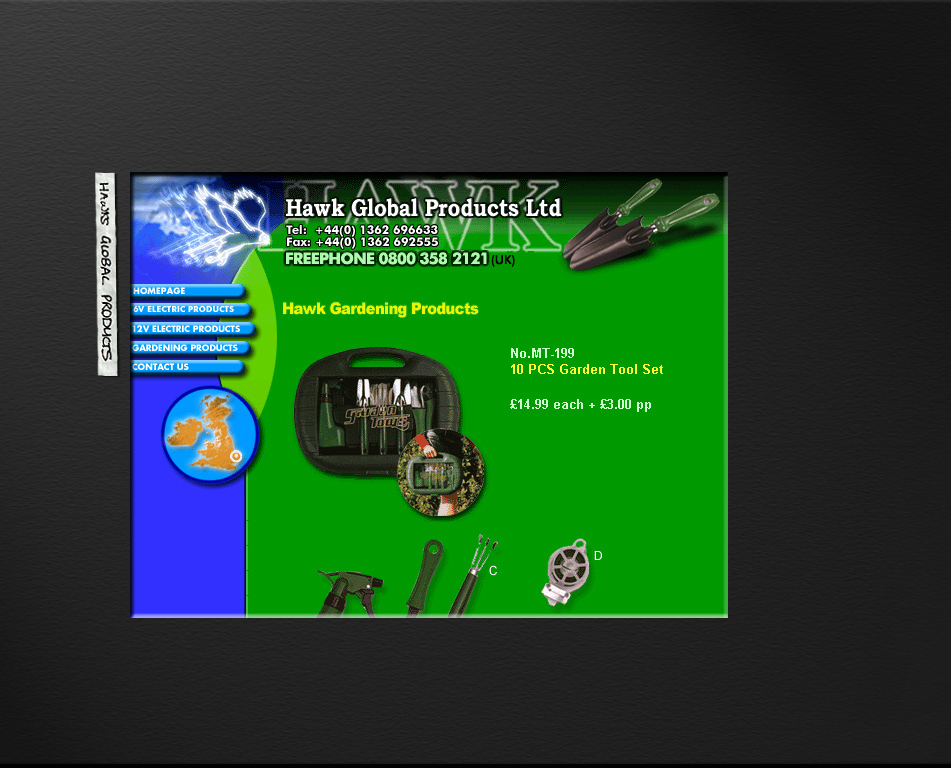 HAWKS GLOBAL PRODUCTS
HAWK
Hawk Global Products Ltd
Tel: +44(0) 1362 696633
Fax: +44(0) 1362 692555
FREEPHONE 0800 358 2121 (UK)
HOMEPAGE
6V ELECTRIC PRODUCTS
12V ELECTRIC PRODUCTS
GARDENING PRODUCTS
CONTACT US
Hawk Gardening Products
No.MT-199
10 PCS Garden Tool Set
£14.99 each + £3.00 pp
Garden
Tools
D
C